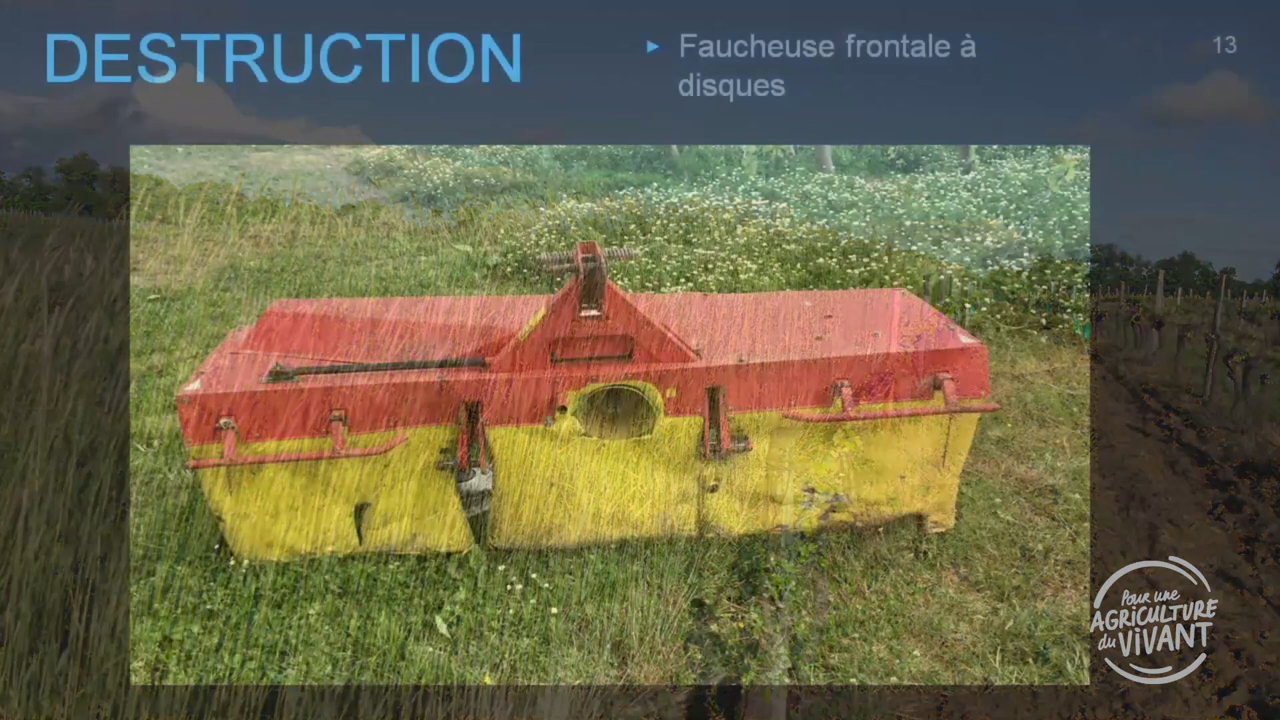 DESTRUCTION
▸ Faucheuse frontale à
disques
13
Pour une
AGRiCULTURE
du ViVANT